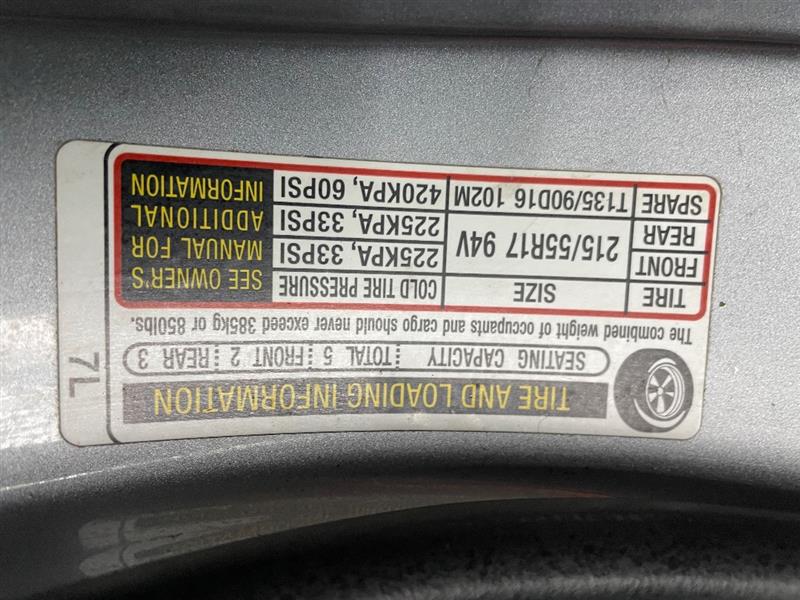 TIRE AND LOADING INFORMATION
SEATING CAPACITY TOTAL 5 FRONT 2 REAR 3
The combined weight of occupants and cargo should never exceed 385kg or 850lbs.
TIRE SIZE COLD TIRE PRESSURE
FRONT 215/55R17 94V 225KPA, 33PSI
REAR 225KPA, 33PSI
SPARE T135/90D16 102M 420KPA, 60PSI
SEE OWNER'S
MANUAL FOR
ADDITIONAL
INFORMATION
7L